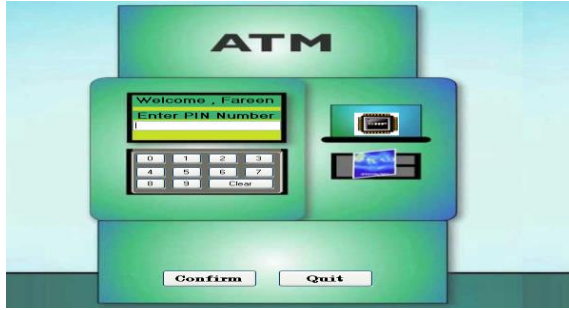 ATM
Welcome , Fareen
Enter PIN Number
0 1 2 3
4 5 6 7
8 9 Clear
Confirm Quit